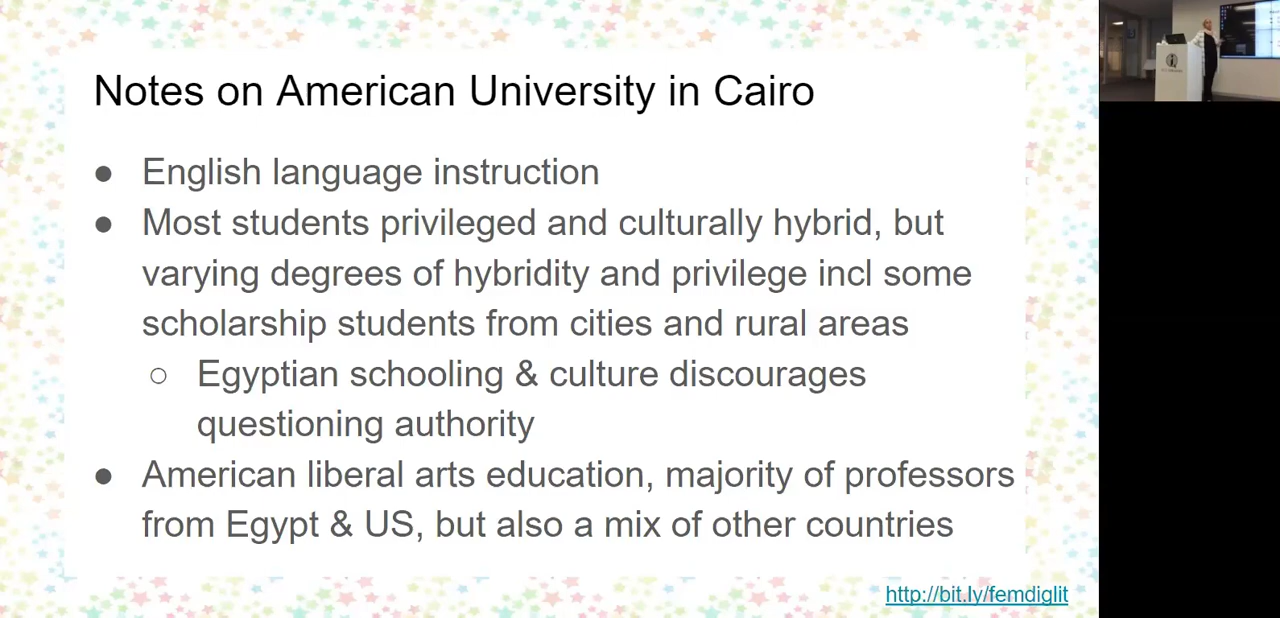 Notes on American University in Cairo
● English language instruction
● Most students privileged and culturally hybrid, but
varying degrees of hybridity and privilege incl some
scholarship students from cities and rural areas
○ Egyptian schooling & culture discourages
questioning authority
● American liberal arts education, majority of professors
from Egypt & US, but also a mix of other countries
http://bit.ly/femdiglit